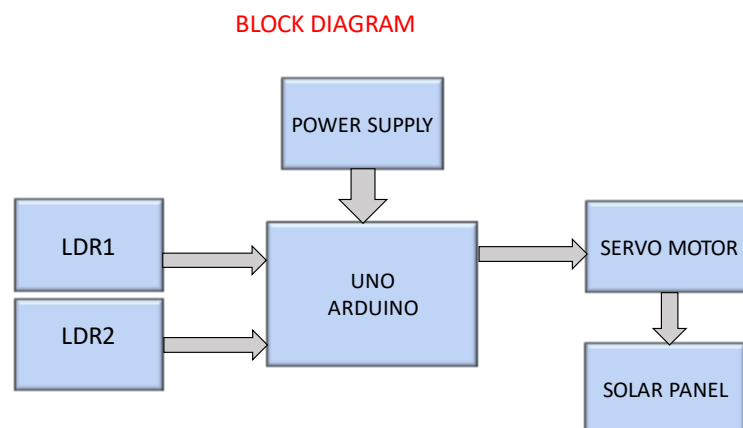 BLOCK DIAGRAM
POWER SUPPLY
LDR1
UNO
ARDUINO
SERVO MOTOR
LDR2
SOLAR PANEL